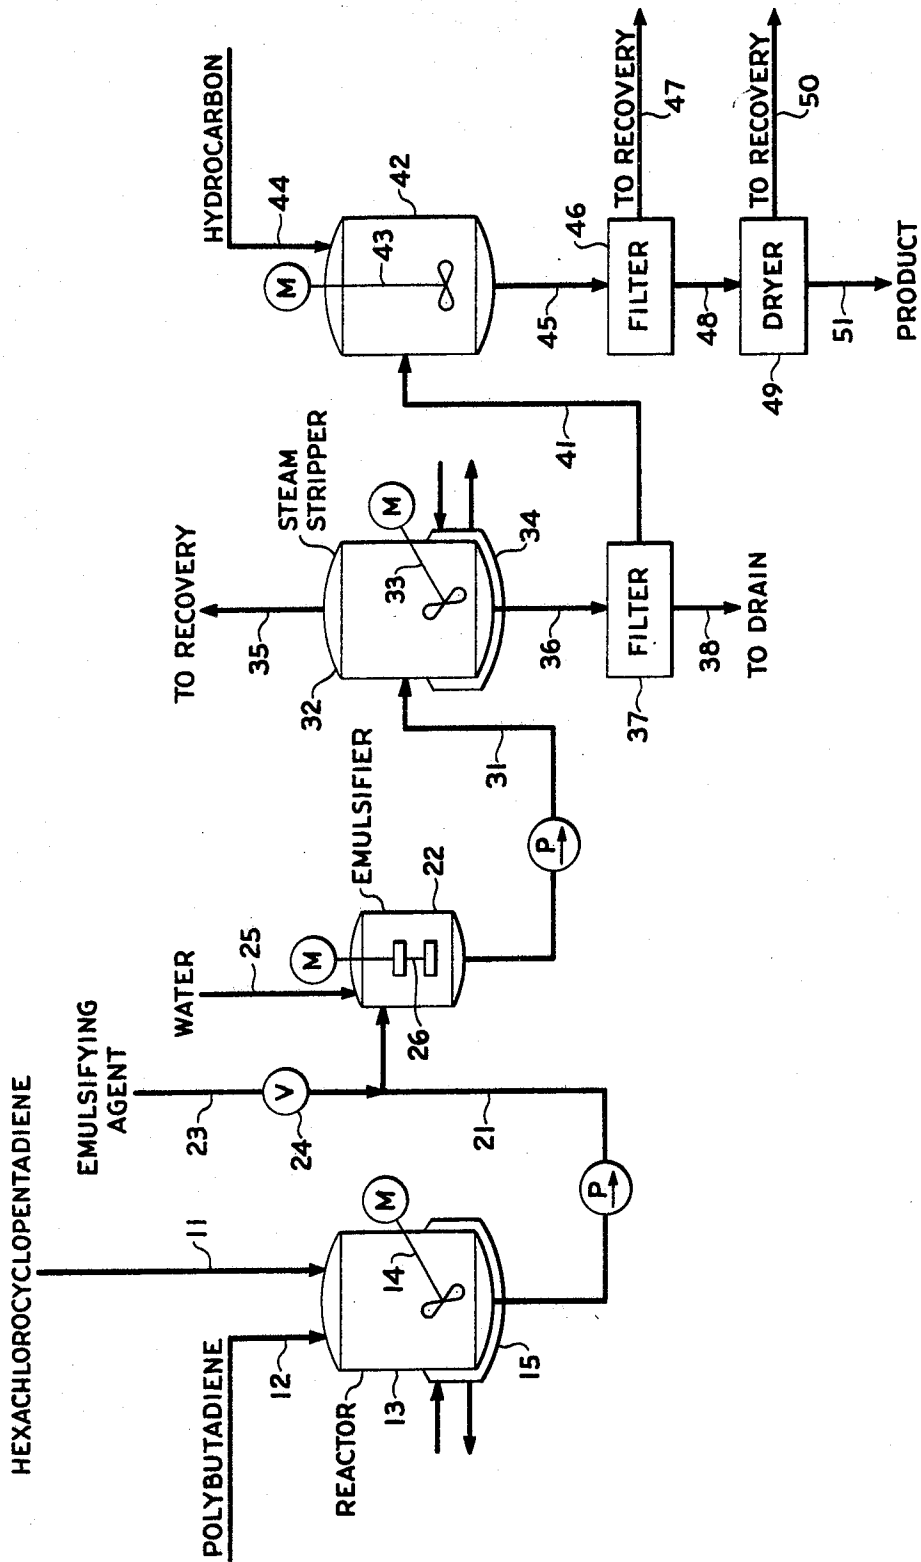 HEXACHLOROCYCLOPENTADIENE
11
POLYBUTADIENE
12
REACTOR
13
14
M
15
P
21
EMULSIFYING
AGENT
23
V
24
WATER
25
M
EMULSIFIER
22
26
P
31
TO RECOVERY
35
32
STEAM
STRIPPER
M
33
34
36
FILTER
37
38
TO DRAIN
41
HYDROCARBON
44
M
43
42
45
46
FILTER
TO RECOVERY
47
48
DRYER
49
TO RECOVERY
50
51
PRODUCT